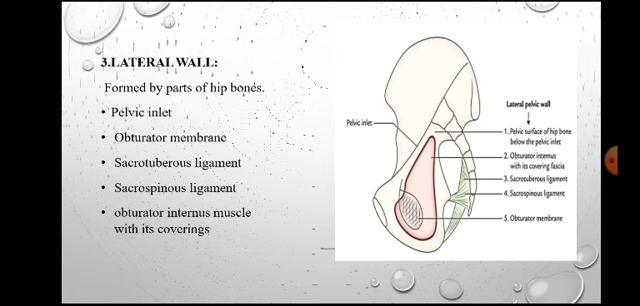 3.LATERAL WALL:
Formed by parts of hip bones.
• Pelvic inlet
• Obturator membrane
• Sacrotuberous ligament
• Sacrospinous ligament
• obturator internus muscle
with its coverings
Pelvic inlet
Lateral pelvic wall
1. Pelvic surface of hip bone
below the pelvic inlet
2. Obturator internus
with its covering fascia
3. Sacrotuberous ligament
4. Sacrospinous ligament
5. Obturator membrane